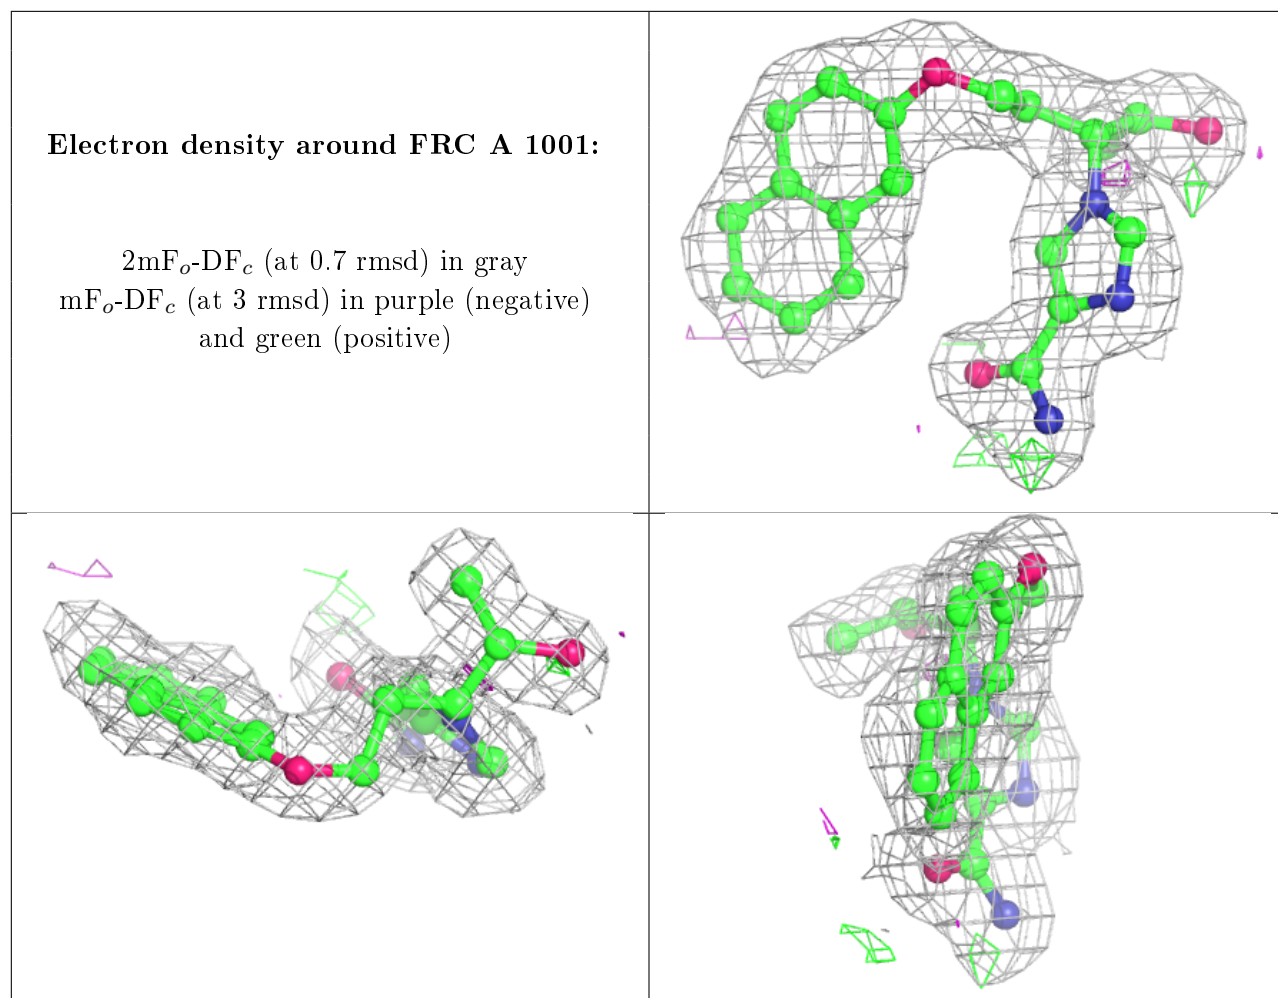 Electron density around FRC A 1001:
2mFo-DFc (at 0.7 rmsd) in gray
mFo-DFc (at 3 rmsd) in purple (negative)
and green (positive)